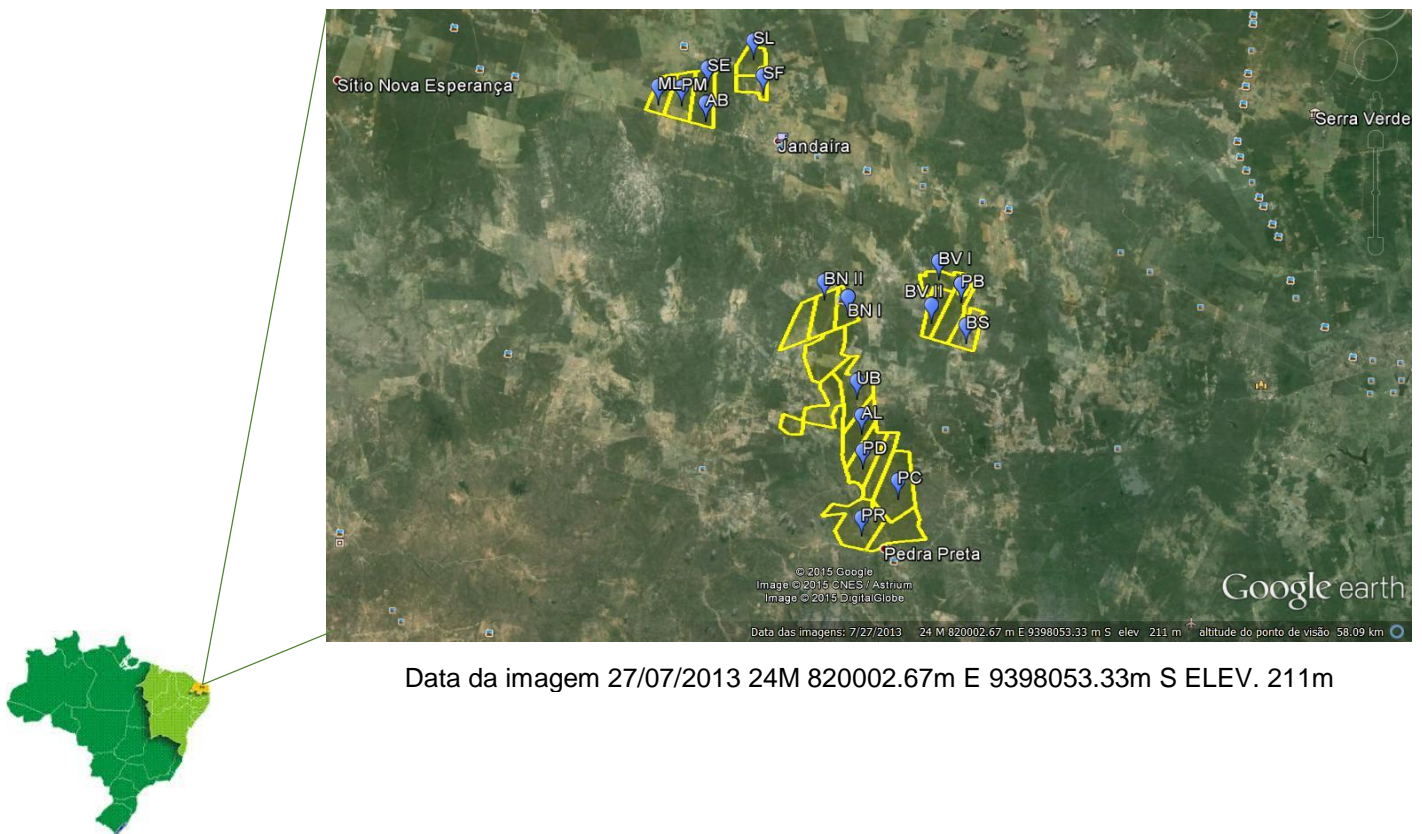 SL
SE
SF
Sítio Nova Esperança
ML
PM
AB
Serra Verde
Jandaíra
BV I
BN II
PB
BV II
BN I
BS
UB
AL
PD
PC
PR
Pedra Preta
© 2015 Google
Image © 2015 CNES / Astrium
Image © 2015 DigitalGlobe
Google earth
Data das imagens: 7/27/2013 24 M 820002.67 m E 9398053.33 m S elev 211 m altitude do ponto de visão 58.09 km
Data da imagem 27/07/2013 24M 820002.67m E 9398053.33m S ELEV. 211m